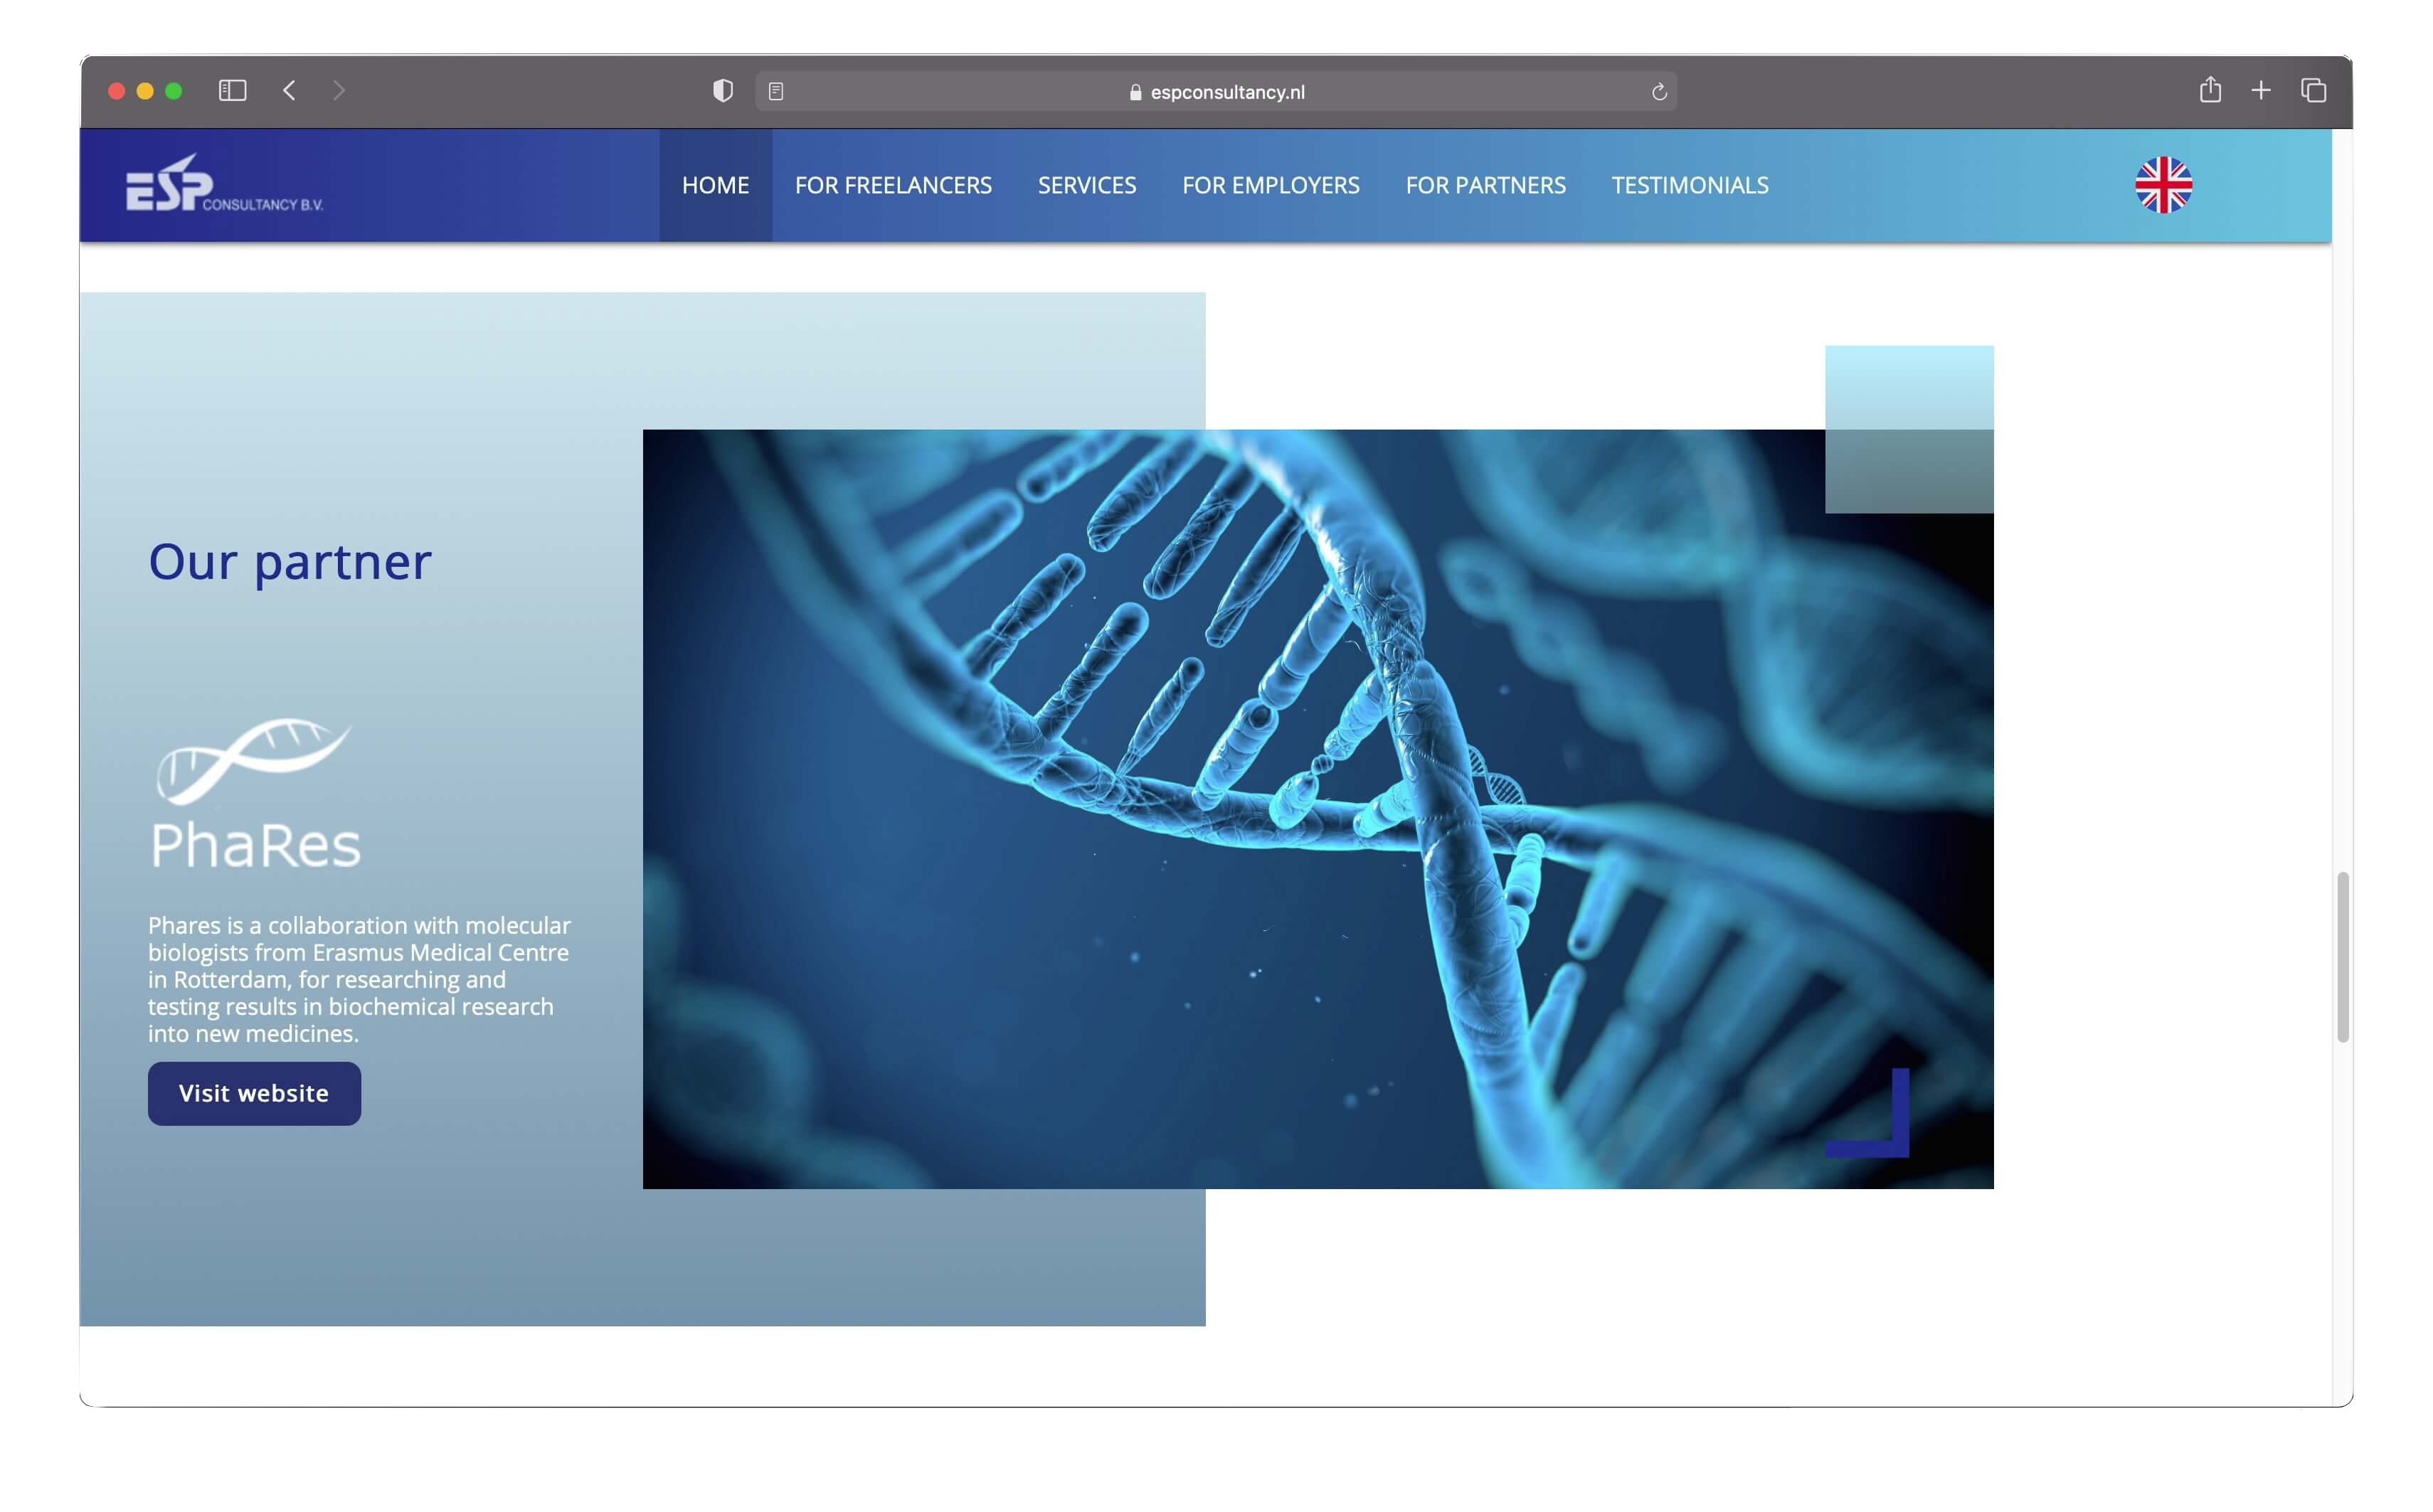 espconsultancy.nl
ESP CONSULTANCY B.V.
HOME FOR FREELANCERS SERVICES FOR EMPLOYERS FOR PARTNERS TESTIMONIALS
Our partner
PhaRes
Phares is a collaboration with molecular
biologists from Erasmus Medical Centre
in Rotterdam, for researching and
testing results in biochemical research
into new medicines.
Visit website